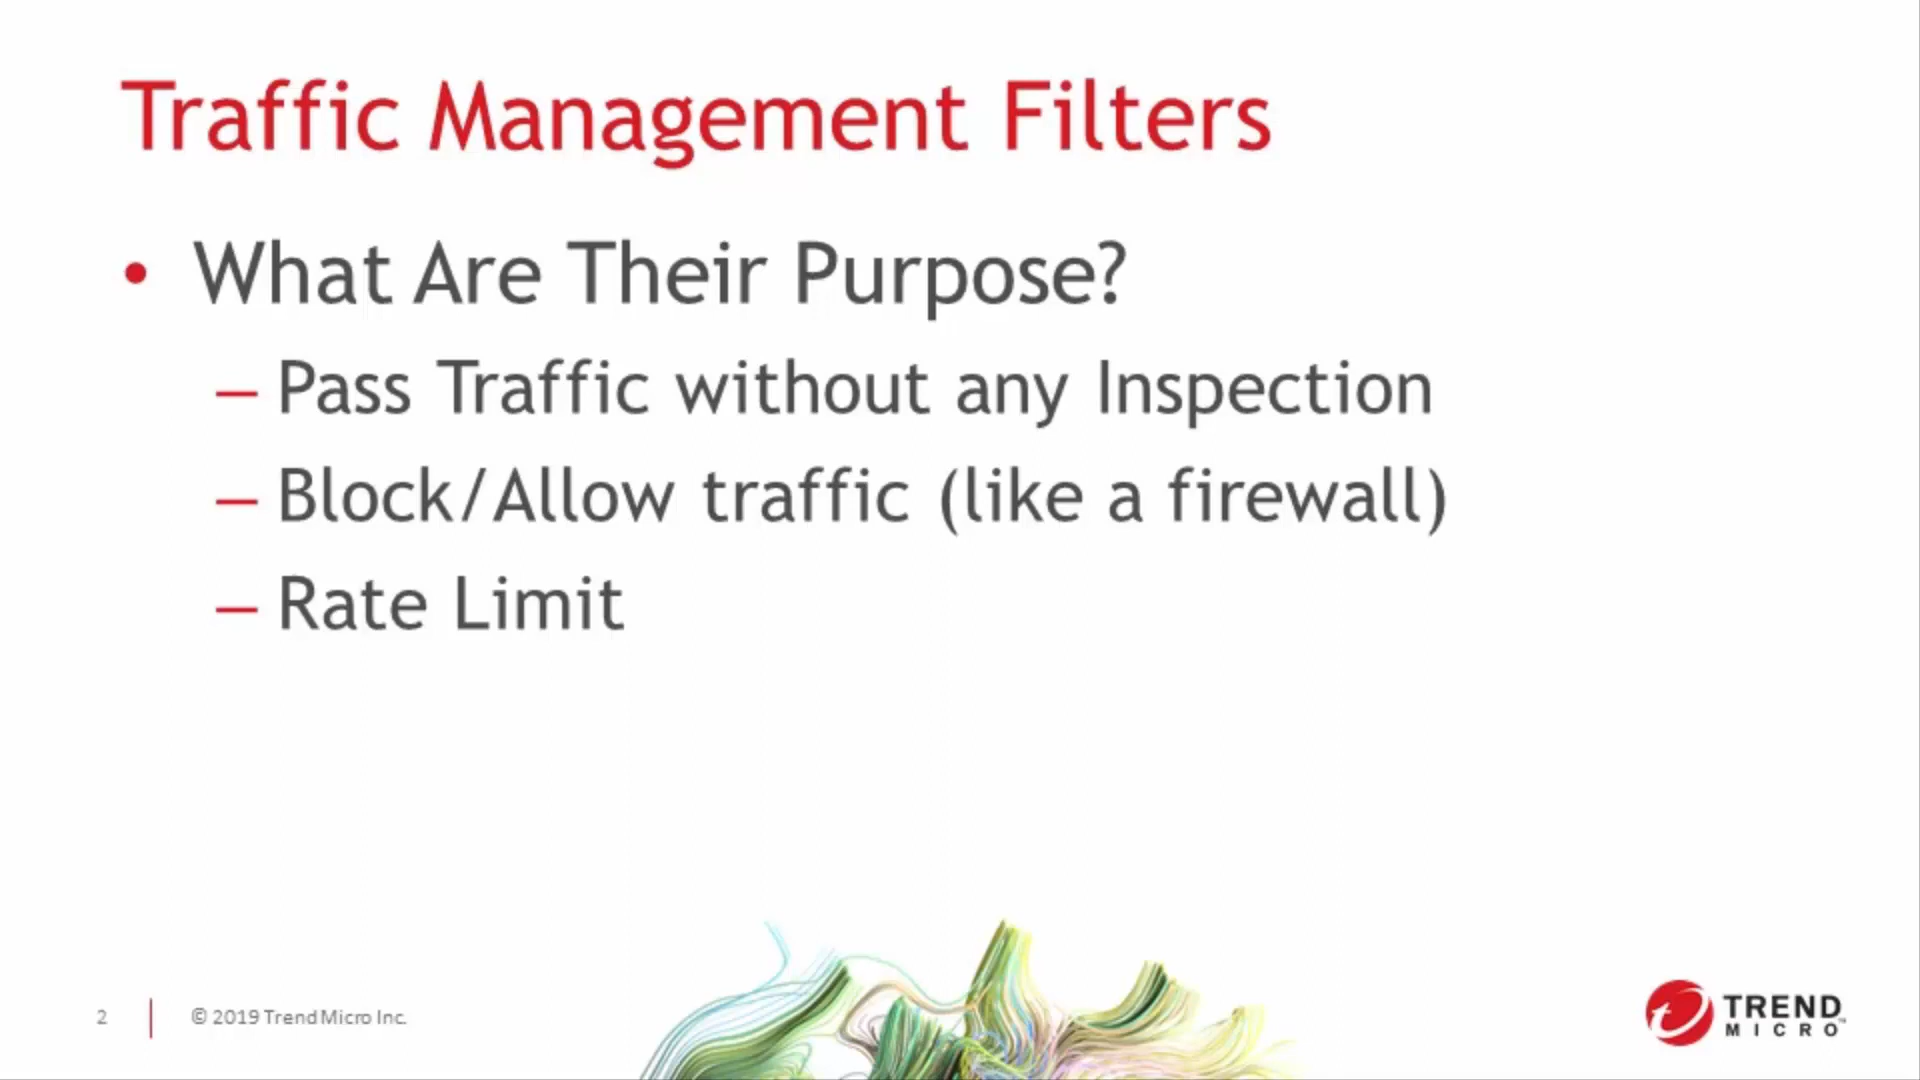 Traffic Management Filters
• What Are Their Purpose?
– Pass Traffic without any Inspection
– Block/Allow traffic (like a firewall)
– Rate Limit
2
© 2019 Trend Micro Inc.
TREND
MICRO™